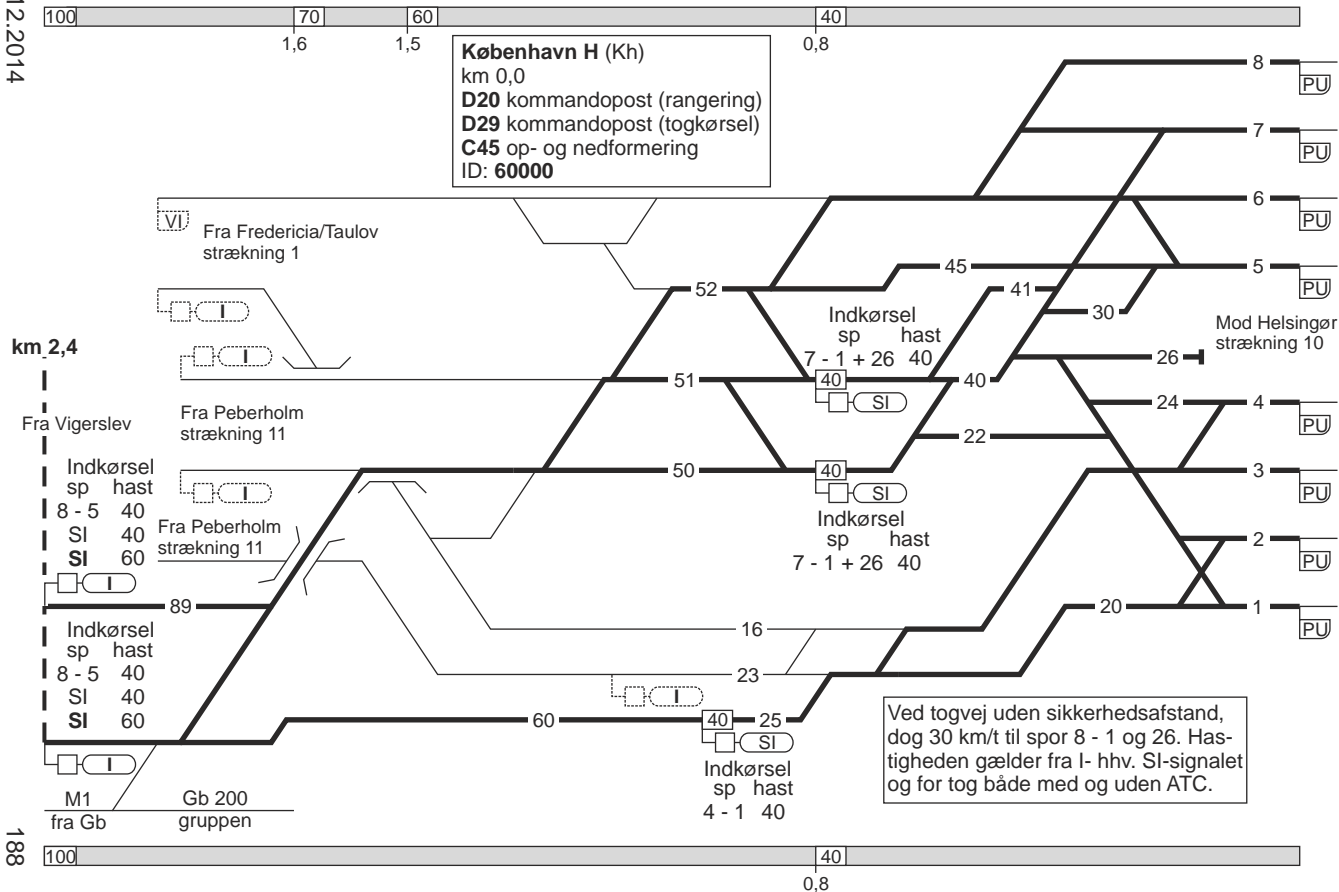 12.2014
100
70
60
40
1,6
1,5
0,8
København H (Kh)
km 0,0
D20 kommandopost (rangering)
D29 kommandopost (togkørsel)
C45 op- og nedformering
ID: 60000
8
PU
7
PU
VI
6
PU
Fra Fredericia/Taulov
strækning 1
45
5
PU
I
52
41
30
Indkørsel
sp hast
7 - 1 + 26 40
Mod Helsingør
strækning 10
km 2,4
I
26
51
40
40
SI
24
4
PU
Fra Vigerslev
Fra Peberholm
strækning 11
22
Indkørsel
sp hast
8 - 5 40
SI 40
SI 60
I
50
40
SI
3
PU
Indkørsel
sp hast
7 - 1 + 26 40
Fra Peberholm
strækning 11
2
PU
I
89
20
1
PU
Indkørsel
sp hast
8 - 5 40
SI 40
SI 60
16
23
I
60
40
25
SI
I
Indkørsel
sp hast
4 - 1 40
Ved togvej uden sikkerhedsafstand,
dog 30 km/t til spor 8 - 1 og 26. Has-
tigheden gælder fra I- hhv. SI-signalet
og for tog både med og uden ATC.
M1
fra Gb
Gb 200
gruppen
188
100
40
0,8